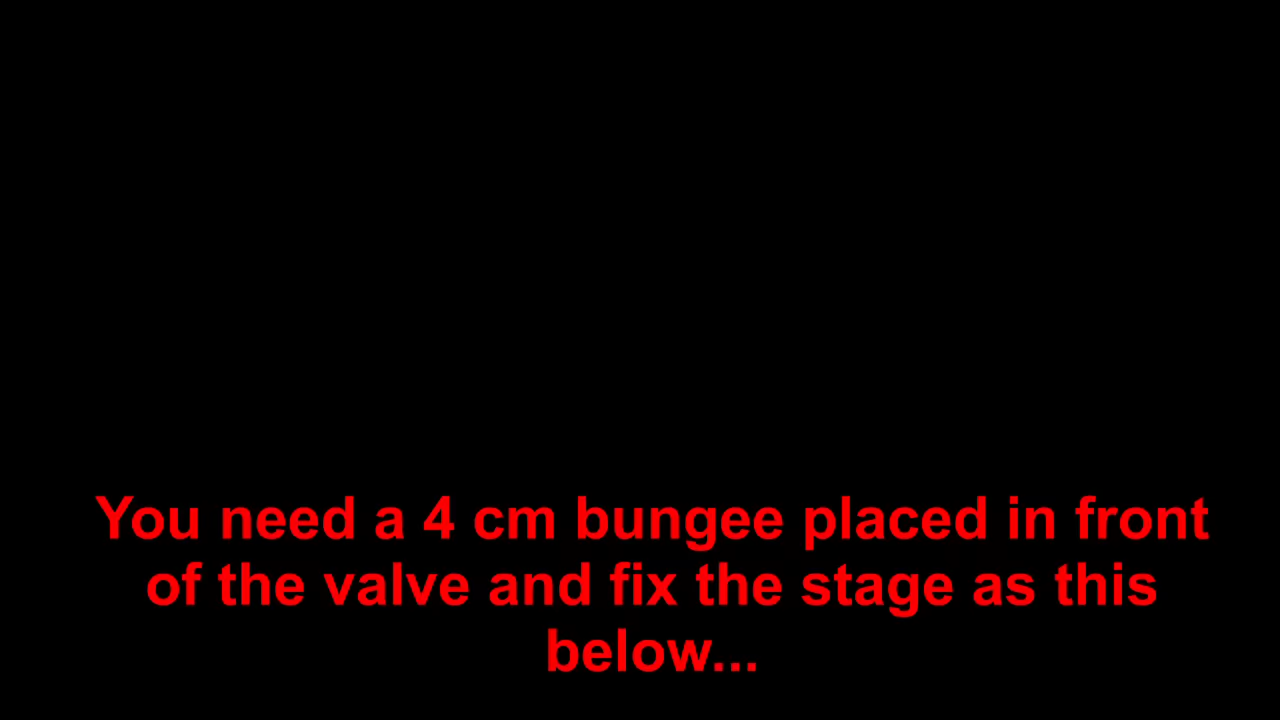 You need a 4 cm bungee placed in front
of the valve and fix the stage as this
below...